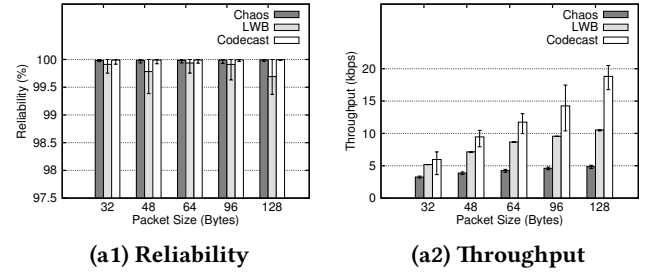 Chaos
LWB
Codecast
100
99.5
99
98.5
98
97.5
Reliability (%)
32 48 64 96 128
Packet Size (Bytes)
(a1) Reliability
Chaos
LWB
Codecast
20
15
10
5
0
Throughput (kbps)
32 48 64 96 128
Packet Size (Bytes)
(a2) Throughput